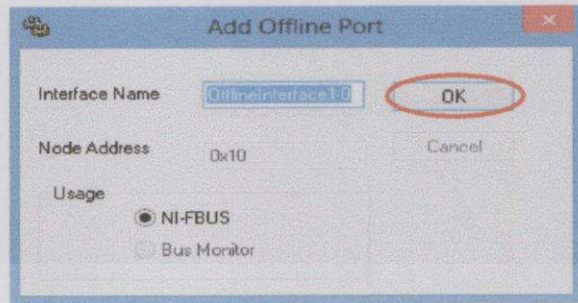 Add Offline Port
Interface Name
OfflineInterface1-0
OK
Node Address
0x10
Cancel
Usage
NI-FBUS
Bus Monitor